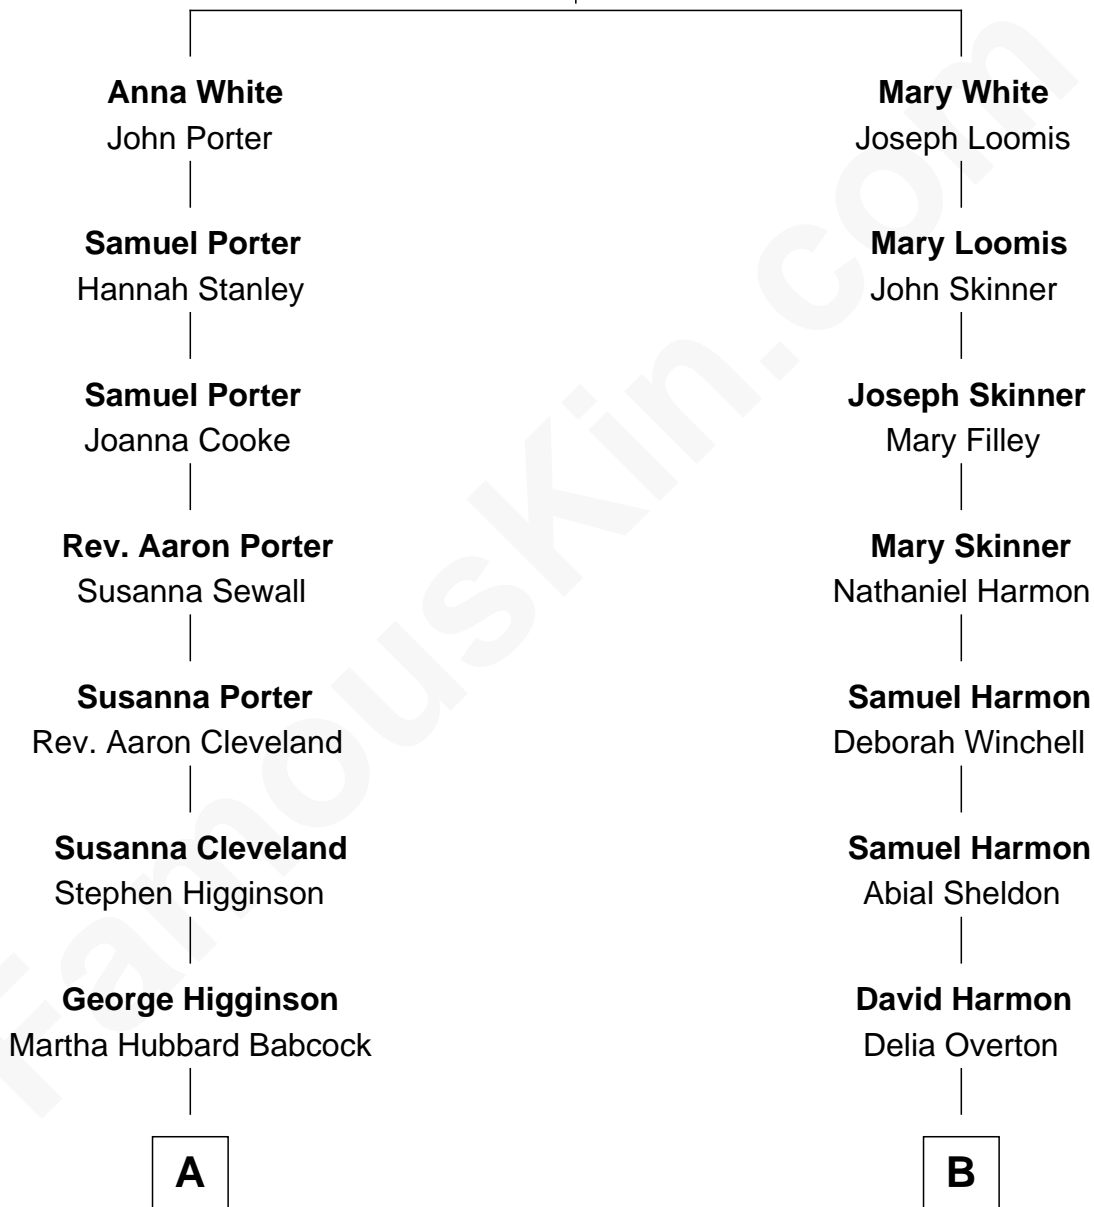 Anna White
John Porter
Samuel Porter
Hannah Stanley
Samuel Porter
Joanna Cooke
Rev. Aaron Porter
Susanna Sewall
Susanna Porter
Rev. Aaron Cleveland
Susanna Cleveland
Stephen Higginson
George Higginson
Martha Hubbard Babcock
A
Mary White
Joseph Loomis
Mary Loomis
John Skinner
Joseph Skinner
Mary Filley
Mary Skinner
Nathaniel Harmon
Samuel Harmon
Deborah Winchell
Samuel Harmon
Abial Sheldon
David Harmon
Delia Overton
B
FamousKin.com